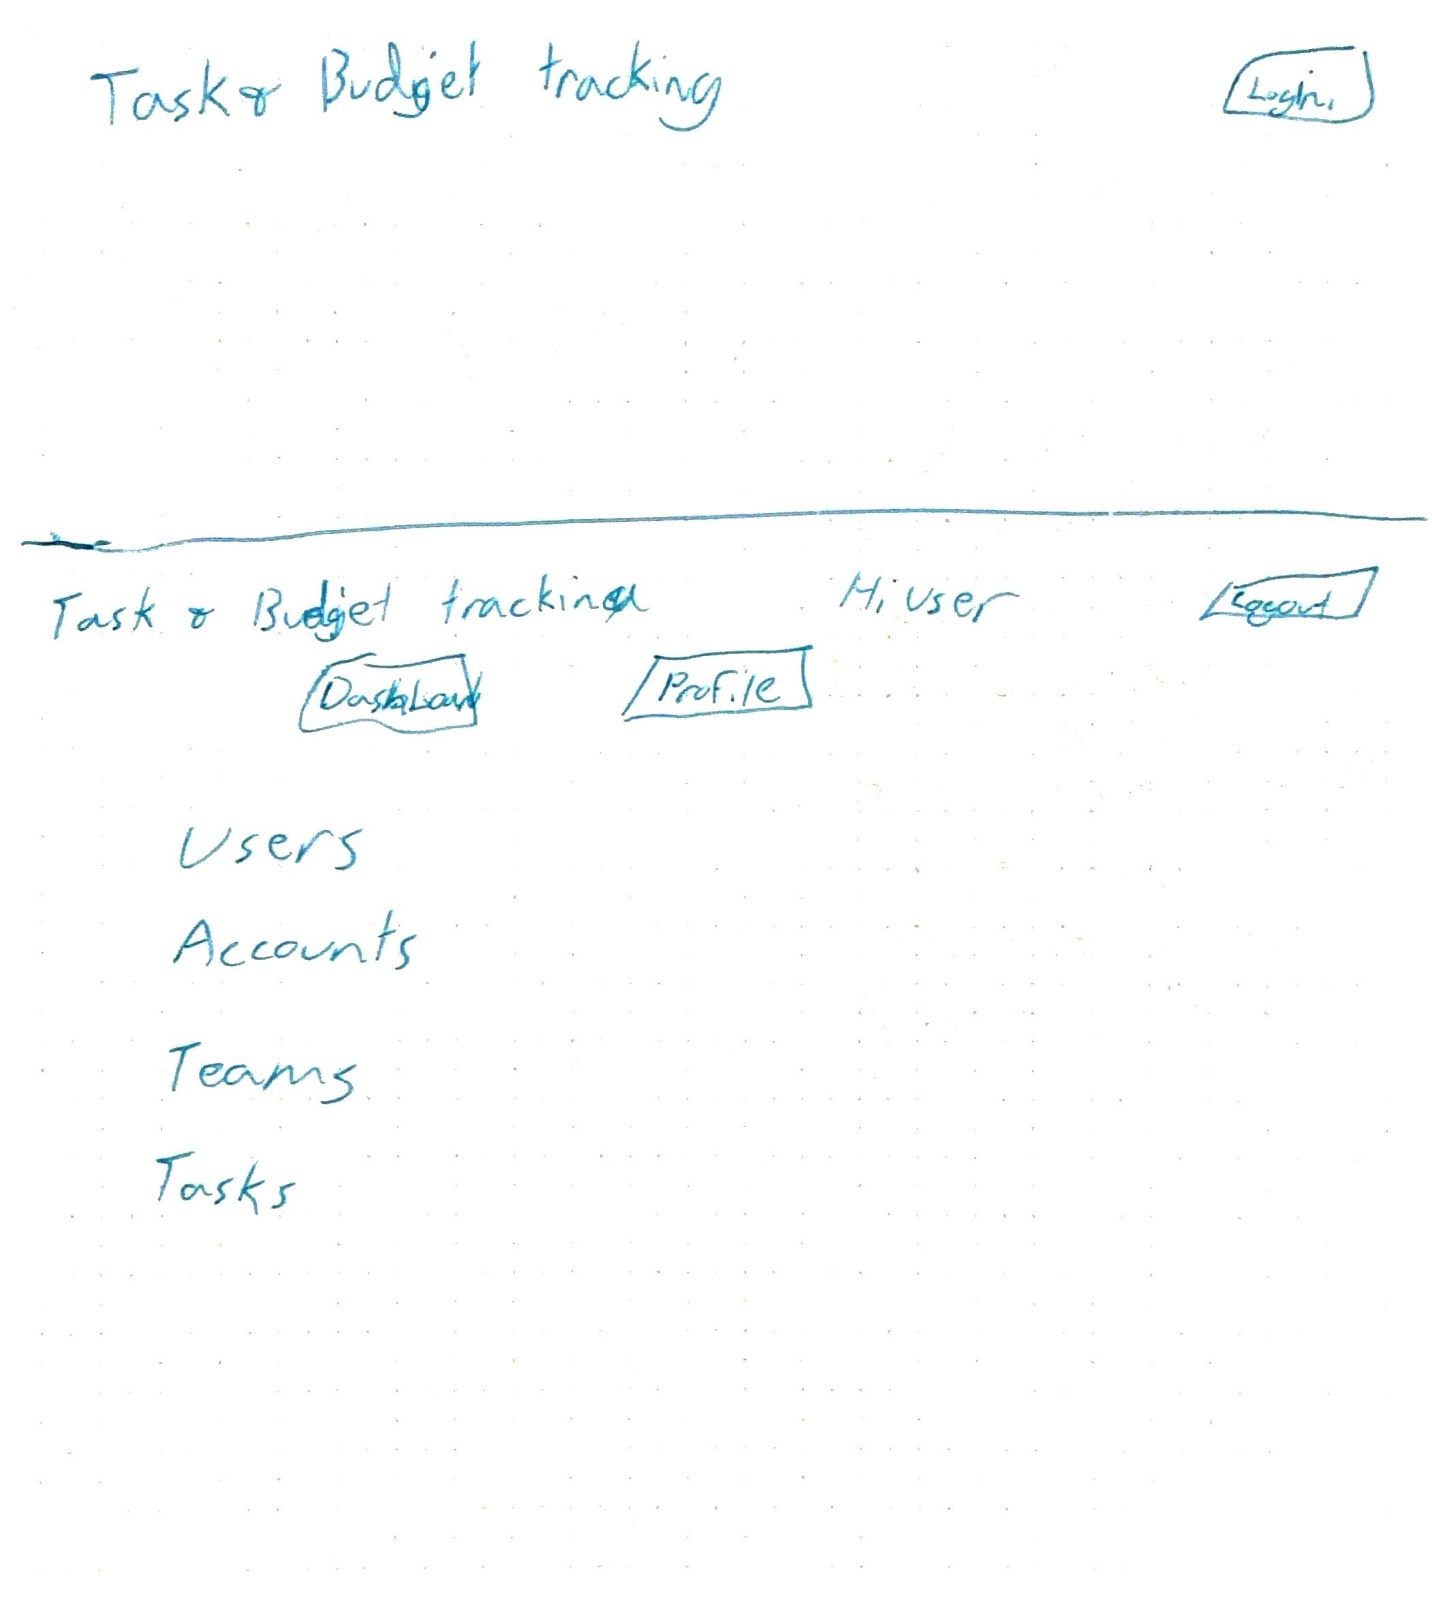 Task & Budget tracking Login
Task & Budget tracking Hi User Logout
Dashboard Profile
Users
Accounts
Teams
Tasks